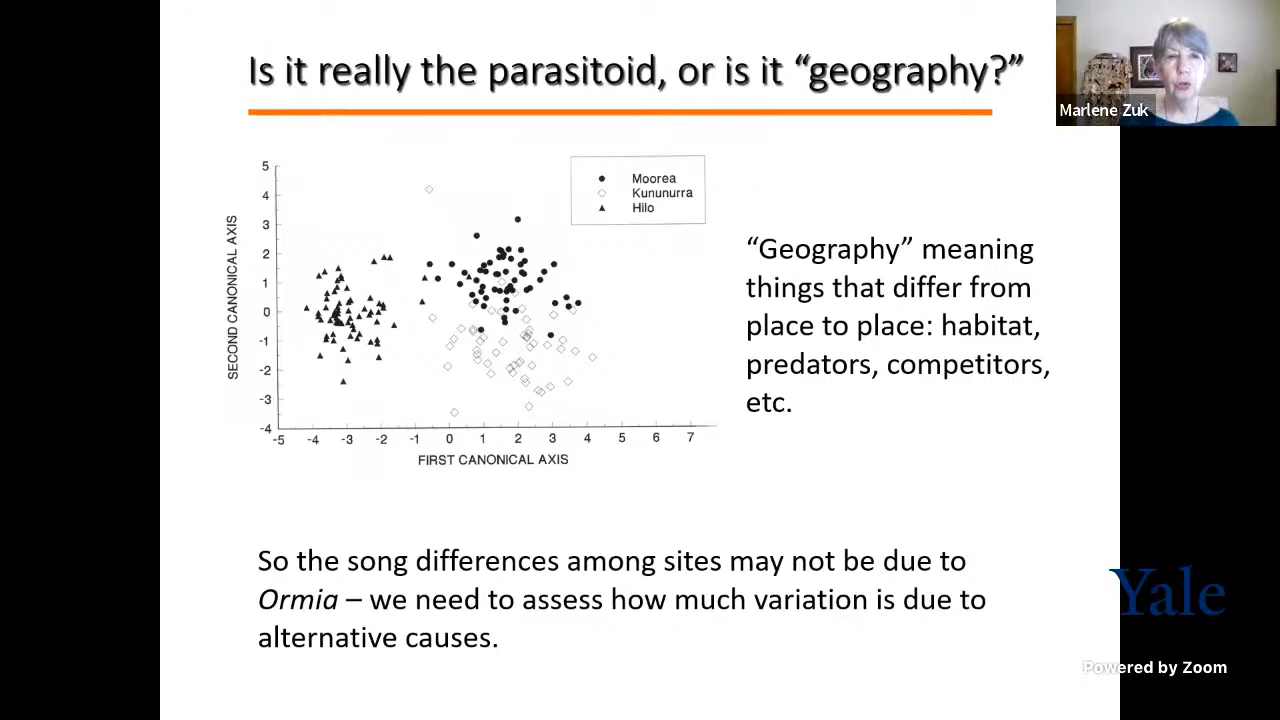 Is it really the parasitoid, or is it “geography?”
Marlene Zuk
5
4
3
2
1
0
-1
-2
-3
-4
SECOND CANONICAL AXIS
Moorea
Kununurra
Hilo
-5 -4 -3 -2 -1 0 1 2 3 4 5 6 7
FIRST CANONICAL AXIS
“Geography” meaning
things that differ from
place to place: habitat,
predators, competitors,
etc.
So the song differences among sites may not be due to
Ormia – we need to assess how much variation is due to
alternative causes.
Yale
Powered by Zoom